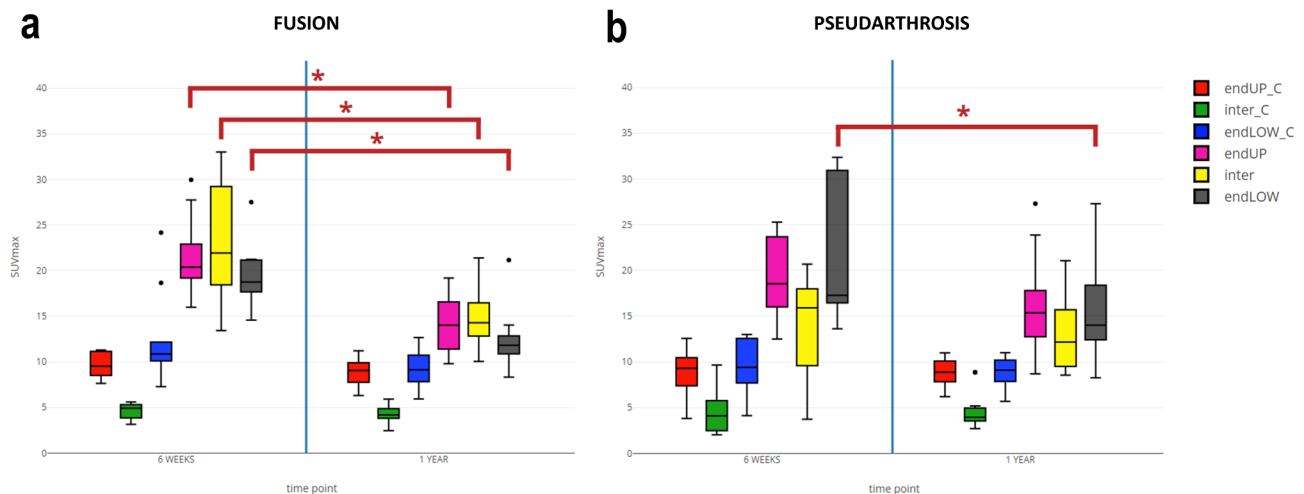 a
FUSION
SUVmax
40
35
30
25
20
15
10
5
0
*
*
*
6 WEEKS
1 YEAR
time point
b
PSEUDARTHROSIS
SUVmax
40
35
30
25
20
15
10
5
0
*
6 WEEKS
1 YEAR
time point
endUP_C
inter_C
endLOW_C
endUP
inter
endLOW